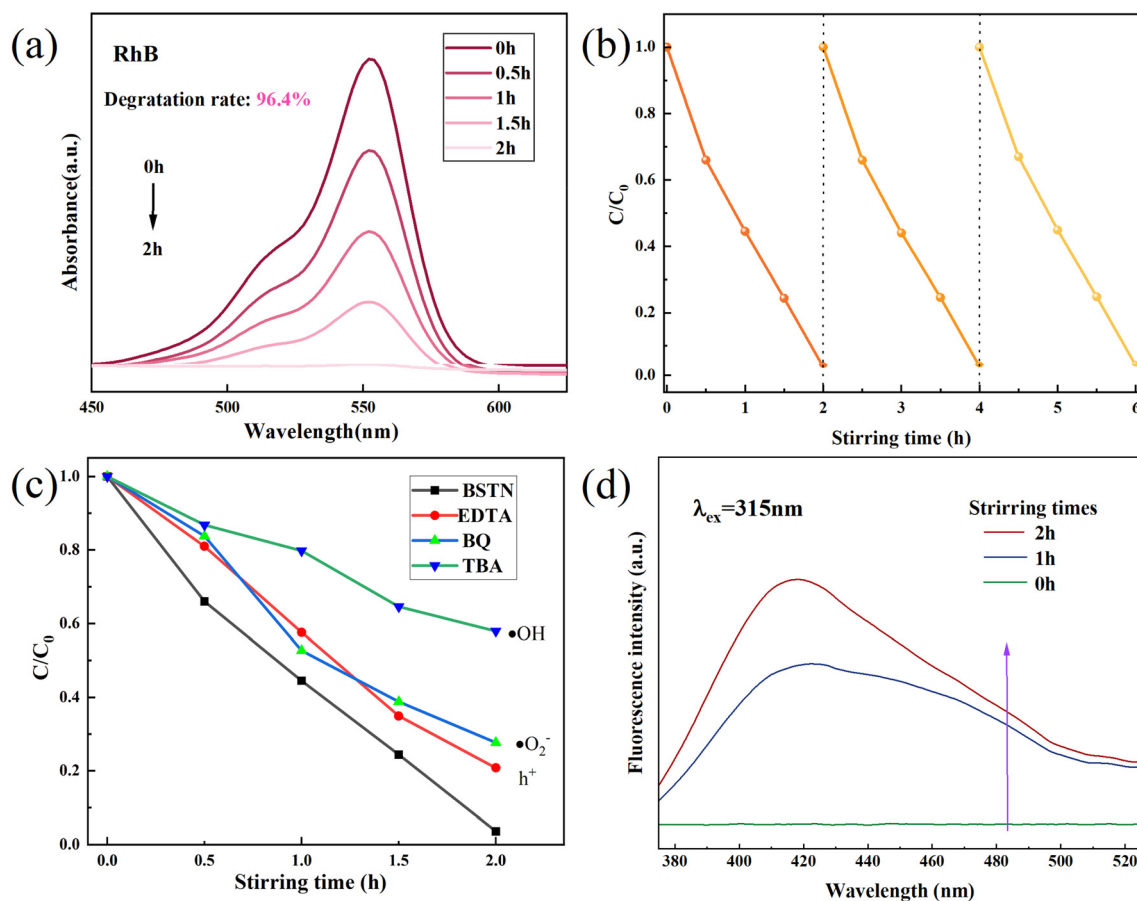 (a)
RhB
Degratation rate: 96.4%
0h
2h
0h
0.5h
1h
1.5h
2h
Absorbance(a.u.)
450 500 550 600
Wavelength(nm)
(b)
1.0
0.8
0.6
0.4
0.2
0.0
C/C0
0 1 2 3 4 5 6
Stirring time (h)
(c)
1.0
0.8
0.6
0.4
0.2
0.0
C/C0
BSTN
EDTA
BQ
TBA
•OH
•O2-
h+
0.0 0.5 1.0 1.5 2.0
Stirring time (h)
(d)
λex=315nm
Strirring times
2h
1h
0h
Fluorescence intensity (a.u.)
380 400 420 440 460 480 500 520
Wavelength (nm)